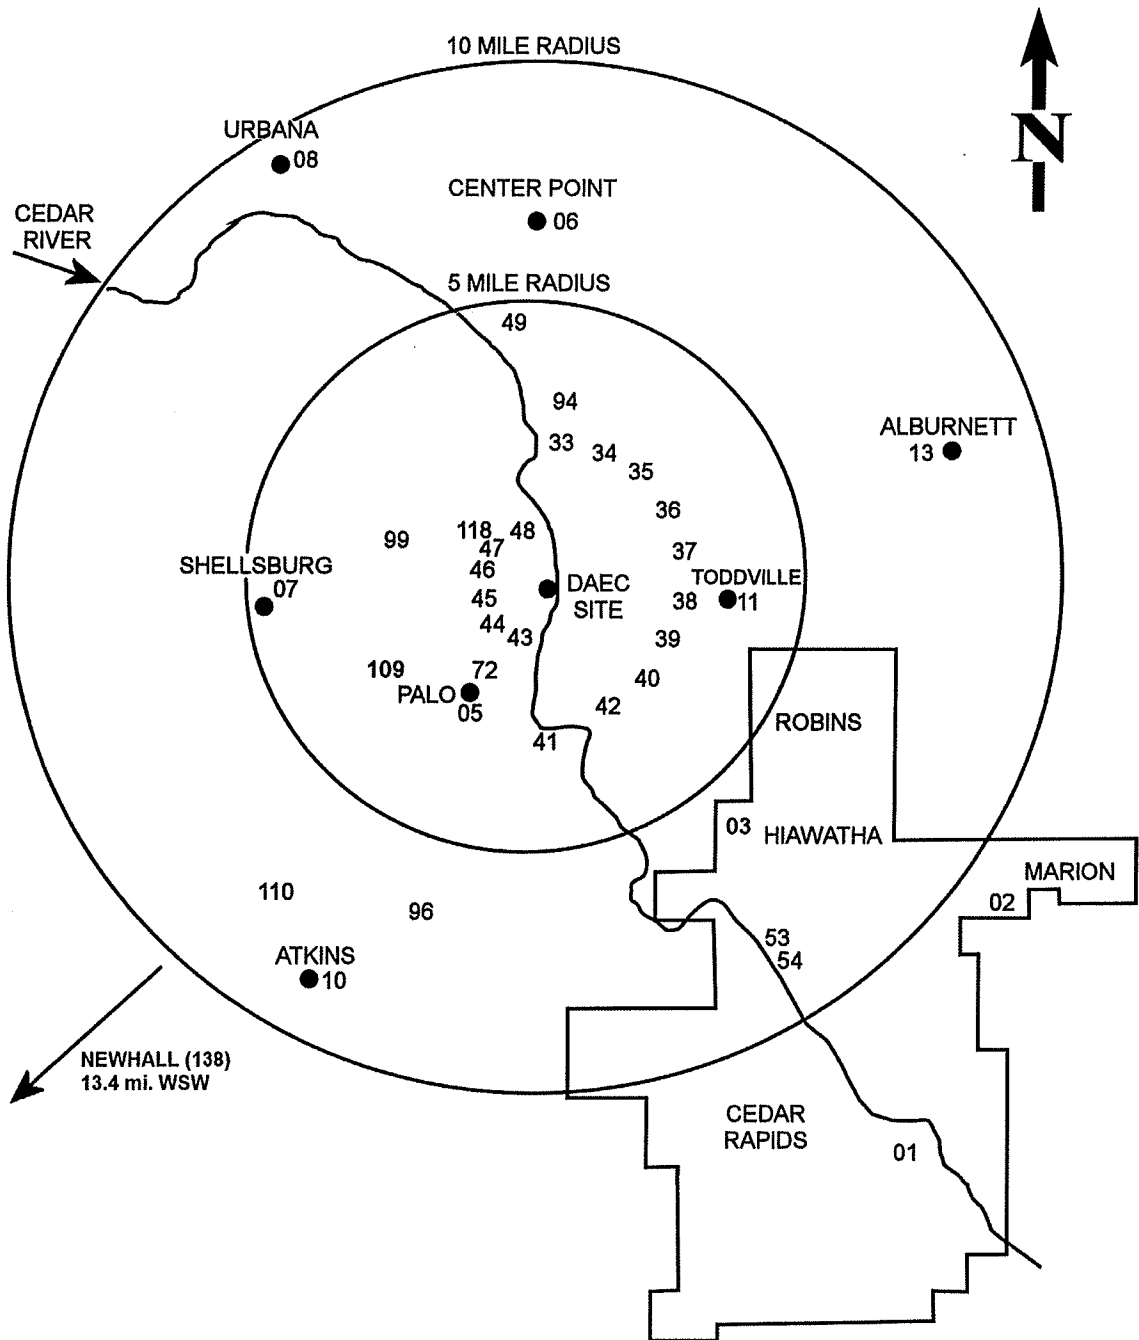 10 MILE RADIUS
N
URBANA
08
CENTER POINT
06
CEDAR
RIVER
5 MILE RADIUS
49
94
ALBURNETT
13
33
34
35
36
99
118
48
47
37
46
SHELLSBURG
07
DAEC
SITE
TODDVILLE
11
45
38
44
43
39
109
72
40
PALO
05
42
41
ROBINS
03
HIAWATHA
MARION
02
110
96
53
54
ATKINS
10
NEWHALL (138)
13.4 mi. WSW
CEDAR
RAPIDS
01